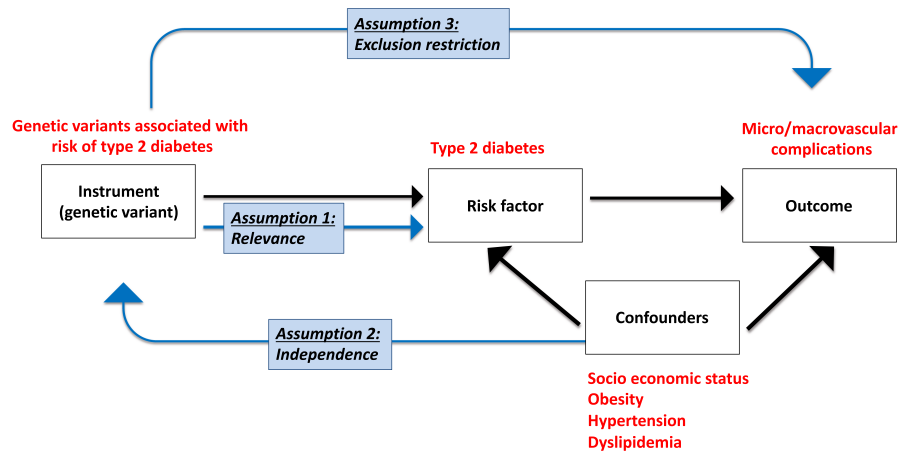 Assumption 3:
Exclusion restriction
Genetic variants associated with
risk of type 2 diabetes
Type 2 diabetes
Micro/macrovascular
complications
Instrument
(genetic variant)
Risk factor
Outcome
Assumption 1:
Relevance
Assumption 2:
Independence
Confounders
Socio economic status
Obesity
Hypertension
Dyslipidemia